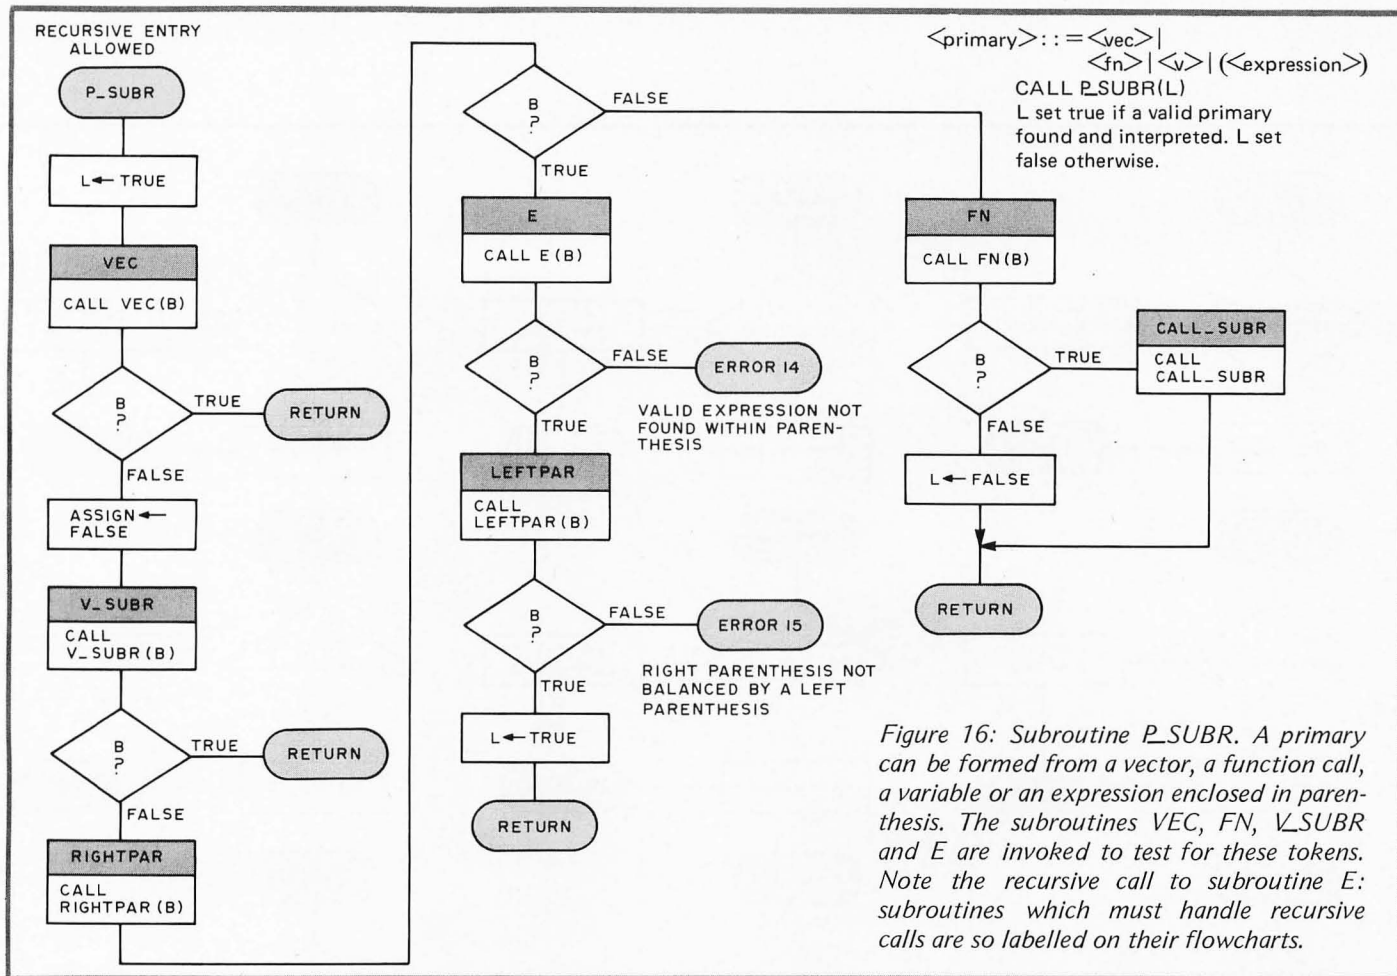 RECURSIVE ENTRY
ALLOWED
P_SUBR
L←TRUE
VEC
CALL VEC(B)
B
?
TRUE
RETURN
FALSE
ASSIGN←
FALSE
V_SUBR
CALL
V_SUBR(B)
B
?
TRUE
RETURN
FALSE
RIGHTPAR
CALL
RIGHTPAR(B)
B
?
FALSE
TRUE
E
CALL E(B)
B
?
FALSE
ERROR 14
VALID EXPRESSION NOT
FOUND WITHIN PAREN-
THESIS
TRUE
LEFTPAR
CALL
LEFTPAR(B)
B
?
FALSE
ERROR 15
RIGHT PARENTHESIS NOT
BALANCED BY A LEFT
PARENTHESIS
TRUE
L←TRUE
RETURN
FN
CALL FN(B)
B
?
TRUE
CALL_SUBR
CALL
CALL_SUBR
FALSE
L←FALSE
RETURN
<primary>::=<vec>|
<fn>|<v>|(<expression>)
CALL P_SUBR(L)
L set true if a valid primary
found and interpreted. L set
false otherwise.
Figure 16: Subroutine P_SUBR. A primary
can be formed from a vector, a function call,
a variable or an expression enclosed in paren-
thesis. The subroutines VEC, FN, V_SUBR
and E are invoked to test for these tokens.
Note the recursive call to subroutine E:
subroutines which must handle recursive
calls are so labelled on their flowcharts.